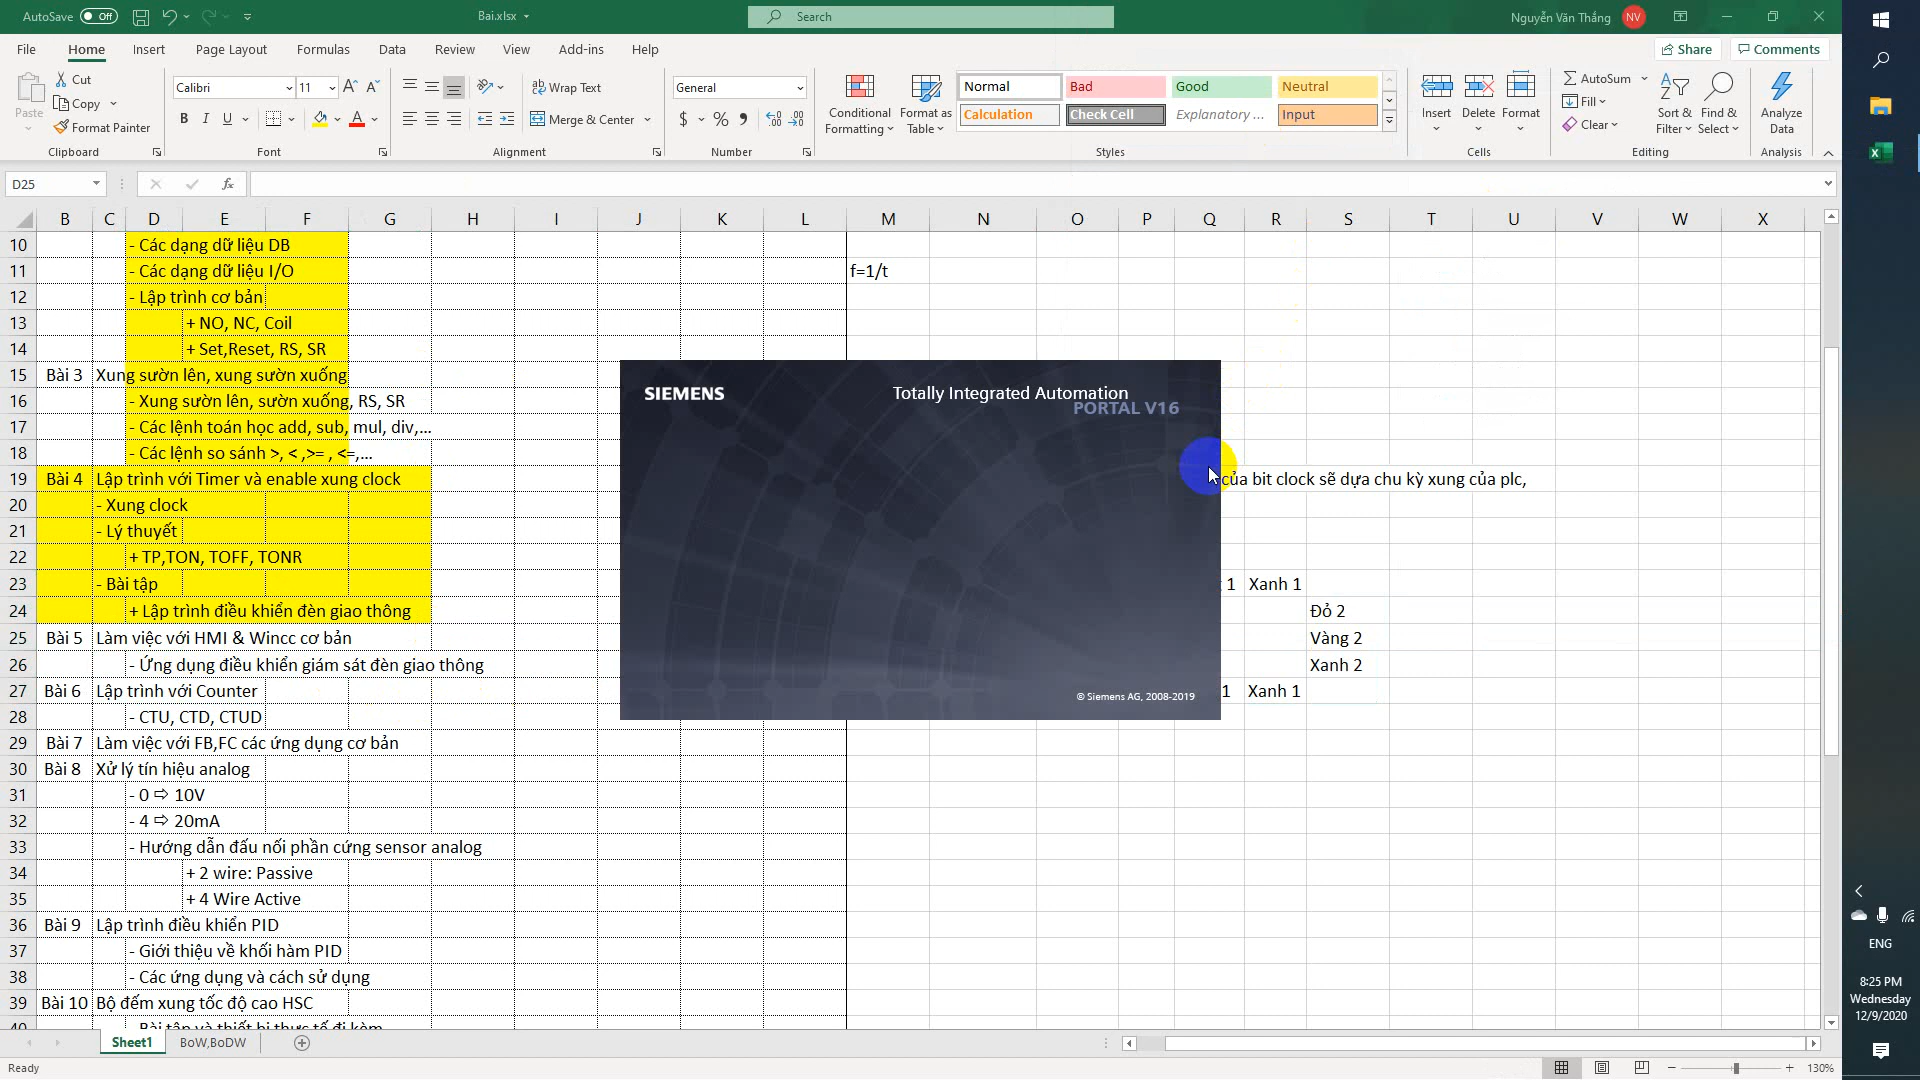 AutoSave Off
Bai.xlsx
Search
Nguyễn Văn Thắng NV
File Home Insert Page Layout Formulas Data Review View Add-ins Help
Share Comments
Paste
Cut
Copy
Format Painter
Clipboard
Calibri 11
B I U
Font
Wrap Text
Merge & Center
Alignment
General
$ % 9
Number
Conditional Formatting
Format as Table
Normal Bad Good Neutral
Calculation Check Cell Explanatory ... Input
Styles
Insert Delete Format
Cells
AutoSum
Fill
Clear
Sort & Filter
Find & Select
Editing
Analyze Data
Analysis
D25
fx
B C D E F G H I J K L M N O P Q R S T U V W X
10 - Các dạng dữ liệu DB
11 - Các dạng dữ liệu I/O f=1/t
12 - Lập trình cơ bản
13 + NO, NC, Coil
14 + Set,Reset, RS, SR
15 Bài 3 Xung sườn lên, xung sườn xuống
16 - Xung sườn lên, sườn xuống, RS, SR
17 - Các lệnh toán học add, sub, mul, div,...
18 - Các lệnh so sánh >, < ,>= , <=,...
19 Bài 4 Lập trình với Timer và enable xung clock của bit clock sẽ dựa chu kỳ xung của plc,
20 - Xung clock
21 - Lý thuyết
22 + TP,TON, TOFF, TONR
23 - Bài tập 1 Xanh 1
24 + Lập trình điều khiển đèn giao thông Đỏ 2
25 Bài 5 Làm việc với HMI & Wincc cơ bản Vàng 2
26 - Ứng dụng điều khiển giám sát đèn giao thông Xanh 2
27 Bài 6 Lập trình với Counter 1 Xanh 1
28 - CTU, CTD, CTUD
29 Bài 7 Làm việc với FB,FC các ứng dụng cơ bản
30 Bài 8 Xử lý tín hiệu analog
31 - 0 ⇨ 10V
32 - 4 ⇨ 20mA
33 - Hướng dẫn đấu nối phần cứng sensor analog
34 + 2 wire: Passive
35 + 4 Wire Active
36 Bài 9 Lập trình điều khiển PID
37 - Giới thiệu về khối hàm PID
38 - Các ứng dụng và cách sử dụng
39 Bài 10 Bộ đếm xung tốc độ cao HSC
40 - Bài tập và thiết bị thực tế đi kèm
SIEMENS
Totally Integrated Automation
PORTAL V16
© Siemens AG, 2008-2019
Sheet1 BoW,BoDW
Ready
130%
ENG
8:25 PM
Wednesday
12/9/2020